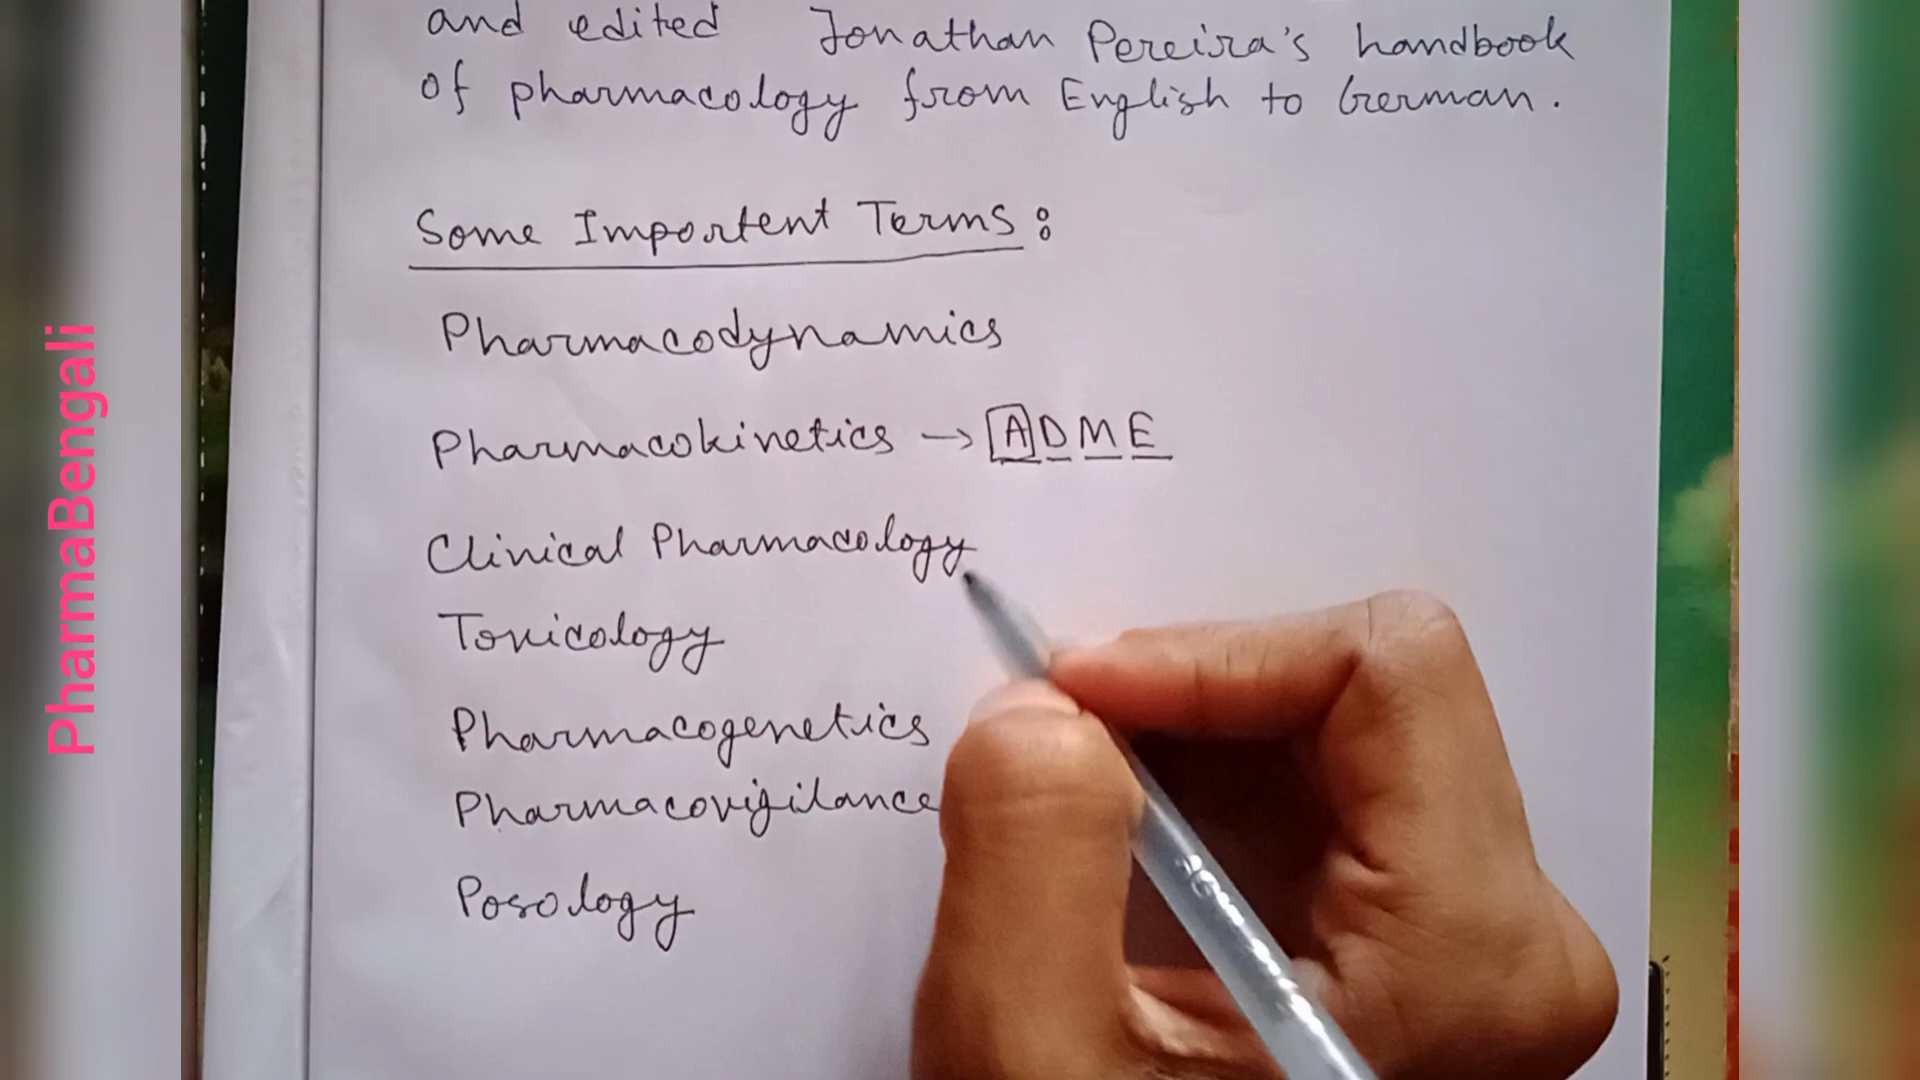 and edited Jonathan Pereira's handbook
of pharmacology from English to German.
Some Importent Terms :
Pharmacodynamics
Pharmacokinetics → ADME
Clinical Pharmacology
Toxicology
Pharmacogenetics
Pharmacovigilance
Posology
PharmaBengali